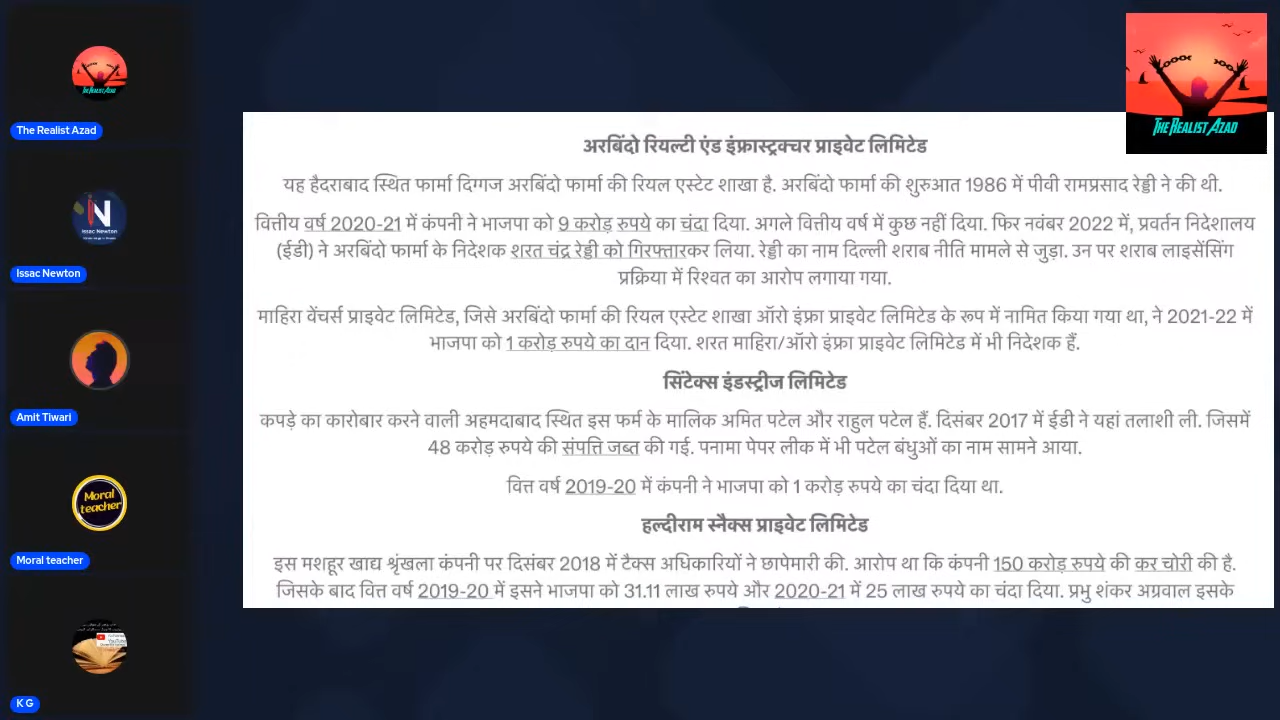 The Realist Azad
Issac Newton
Amit Tiwari
Moral teacher
Moral teacher
K G
The Realist Azad
अरबिंदो रियल्टी एंड इंफ्रास्ट्रक्चर प्राइवेट लिमिटेड
यह हैदराबाद स्थित फार्मा दिग्गज अरबिंदो फार्मा की रियल एस्टेट शाखा है. अरबिंदो फार्मा की शुरुआत 1986 में पीवी रामप्रसाद रेड्डी ने की थी.
वित्तीय वर्ष 2020-21 में कंपनी ने भाजपा को 9 करोड़ रुपये का चंदा दिया. अगले वित्तीय वर्ष में कुछ नहीं दिया. फिर नवंबर 2022 में, प्रवर्तन निदेशालय
(ईडी) ने अरबिंदो फार्मा के निदेशक शरत चंद्र रेड्डी को गिरफ्तारकर लिया. रेड्डी का नाम दिल्ली शराब नीति मामले से जुड़ा. उन पर शराब लाइसेंसिंग
प्रक्रिया में रिश्वत का आरोप लगाया गया.
माहिरा वेंचर्स प्राइवेट लिमिटेड, जिसे अरबिंदो फार्मा की रियल एस्टेट शाखा ऑरो इंफ्रा प्राइवेट लिमिटेड के रूप में नामित किया गया था, ने 2021-22 में
भाजपा को 1 करोड़ रुपये का दान दिया. शरत माहिरा/ऑरो इंफ्रा प्राइवेट लिमिटेड में भी निदेशक हैं.
सिंटेक्स इंडस्ट्रीज लिमिटेड
कपड़े का कारोबार करने वाली अहमदाबाद स्थित इस फर्म के मालिक अमित पटेल और राहुल पटेल हैं. दिसंबर 2017 में ईडी ने यहां तलाशी ली. जिसमें
48 करोड़ रुपये की संपत्ति जब्त की गई. पनामा पेपर लीक में भी पटेल बंधुओं का नाम सामने आया.
वित्त वर्ष 2019-20 में कंपनी ने भाजपा को 1 करोड़ रुपये का चंदा दिया था.
हल्दीराम स्नैक्स प्राइवेट लिमिटेड
इस मशहूर खाद्य श्रृंखला कंपनी पर दिसंबर 2018 में टैक्स अधिकारियों ने छापेमारी की. आरोप था कि कंपनी 150 करोड़ रुपये की कर चोरी की है.
जिसके बाद वित्त वर्ष 2019-20 में इसने भाजपा को 31.11 लाख रुपये और 2020-21 में 25 लाख रुपये का चंदा दिया. प्रभु शंकर अग्रवाल इसके